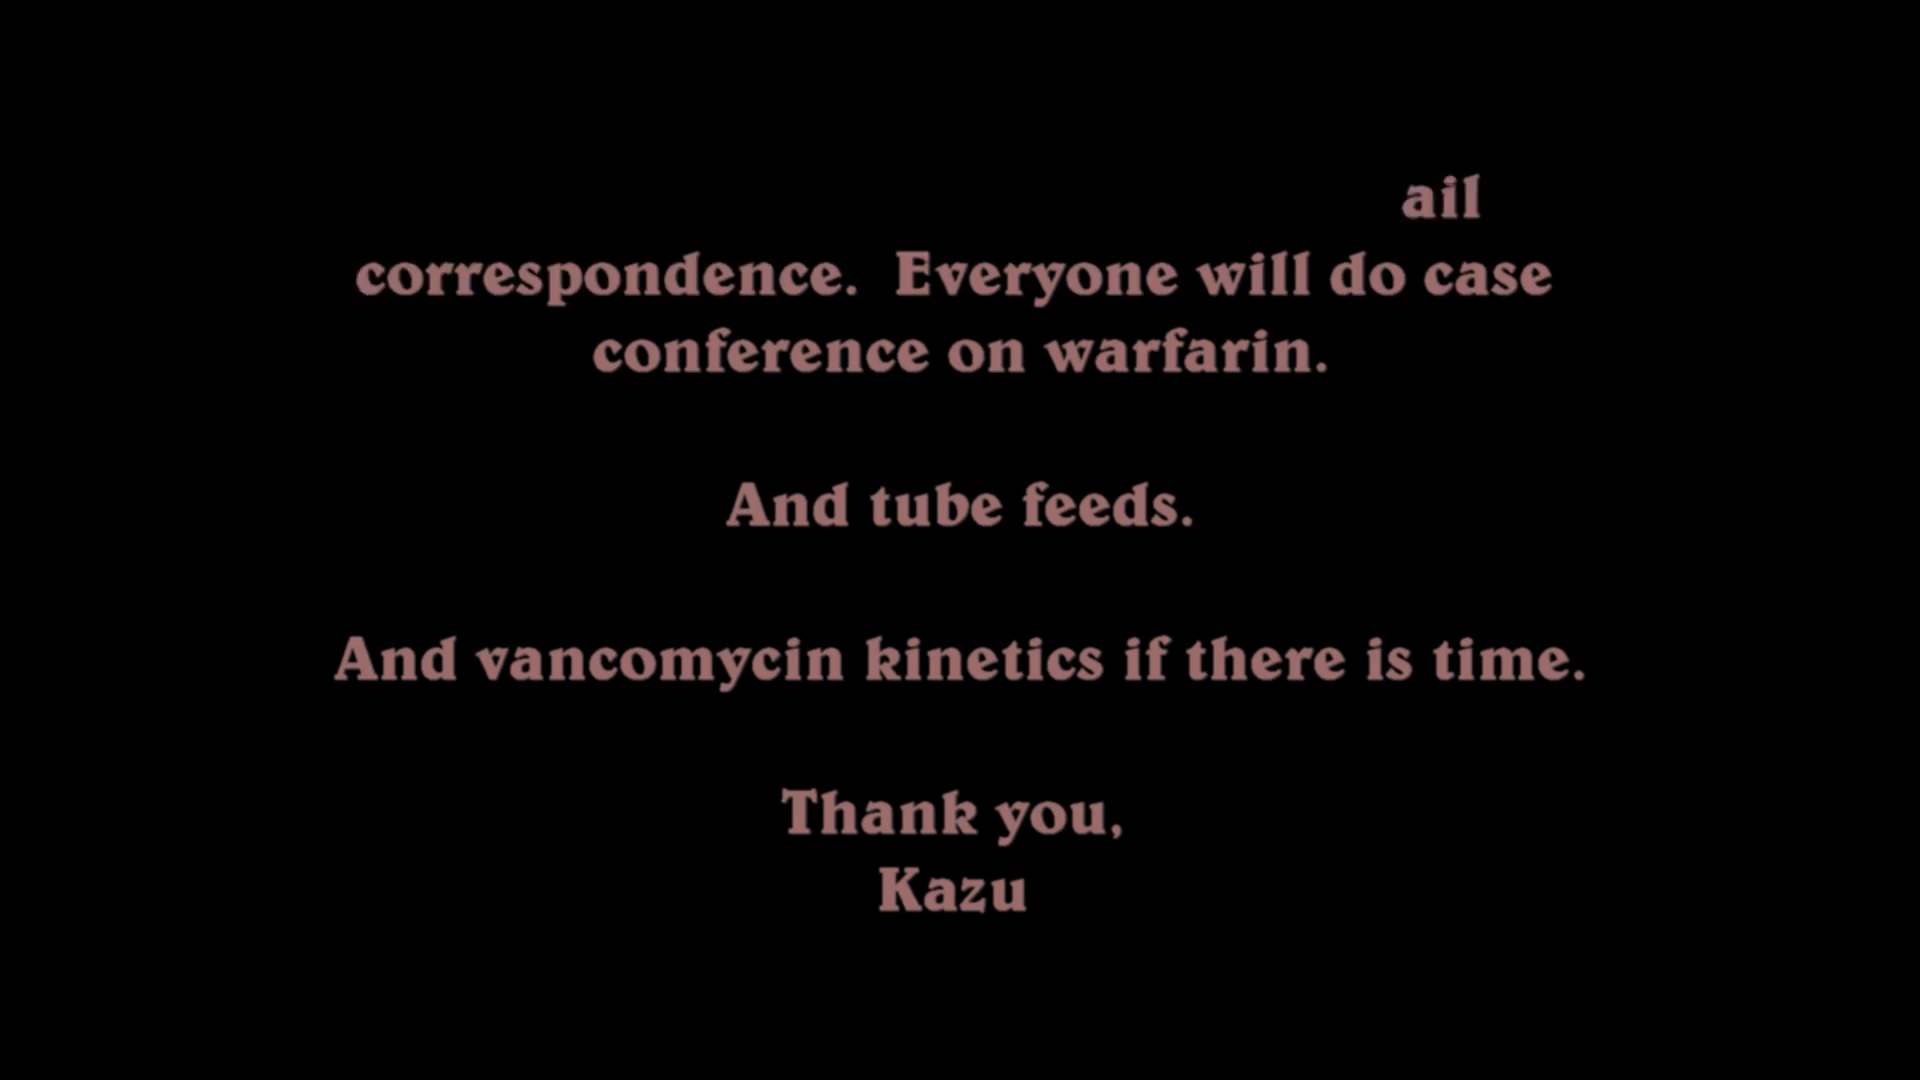 ail
correspondence.  Everyone will do case
conference on warfarin.
And tube feeds.
And vancomycin kinetics if there is time.
Thank you,
Kazu